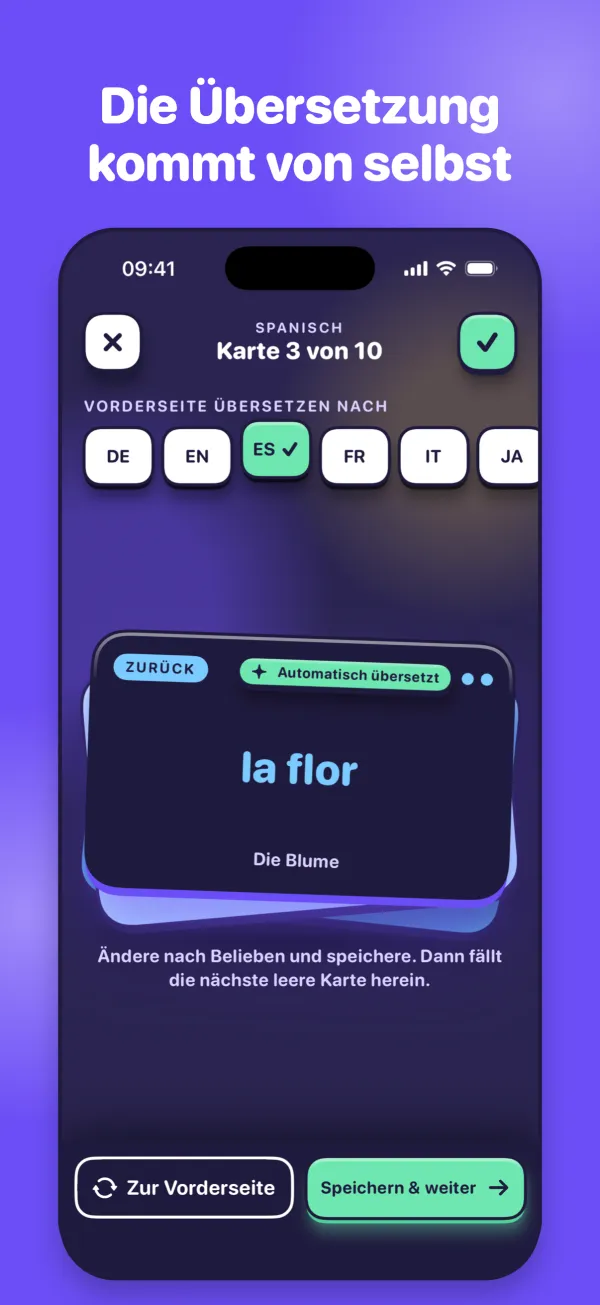 Die Übersetzung
kommt von selbst
09:41
SPANISCH
Karte 3 von 10
VORDERSEITE ÜBERSETZEN NACH
DE EN ES FR IT JA
ZURÜCK Automatisch übersetzt
la flor
Die Blume
Ändere nach Belieben und speichere. Dann fällt
die nächste leere Karte herein.
Zur Vorderseite Speichern & weiter